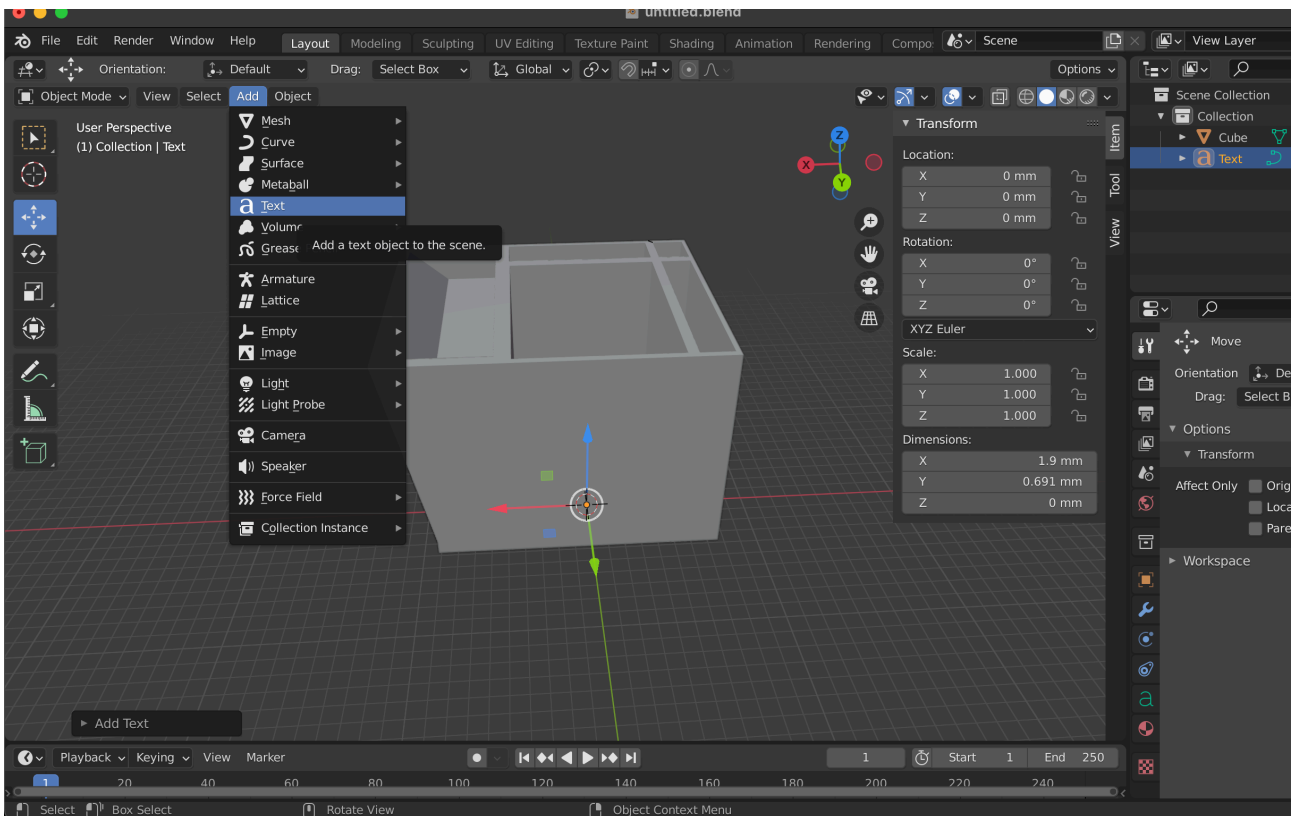 untitled.blend
File Edit Render Window Help Layout Modeling Sculpting UV Editing Texture Paint Shading Animation Rendering Compo: Scene View Layer
Orientation: Default Drag: Select Box Global Options
Object Mode View Select Add Object
User Perspective
(1) Collection | Text
Mesh
Curve
Surface
Metaball
Text
Volume
Grease
Add a text object to the scene.
Armature
Lattice
Empty
Image
Light
Light Probe
Camera
Speaker
Force Field
Collection Instance
Z
X
Y
Transform
Location:
X 0 mm
Y 0 mm
Z 0 mm
Rotation:
X 0°
Y 0°
Z 0°
XYZ Euler
Scale:
X 1.000
Y 1.000
Z 1.000
Dimensions:
X 1.9 mm
Y 0.691 mm
Z 0 mm
Item
Tool
View
Scene Collection
Collection
Cube
Text
Move
Orientation De
Drag: Select B
Options
Transform
Affect Only Orig
Loca
Pare
Workspace
Add Text
Playback Keying View Marker 1 Start 1 End 250
1 20 40 60 80 100 120 140 160 180 200 220 240
Select Box Select Rotate View Object Context Menu